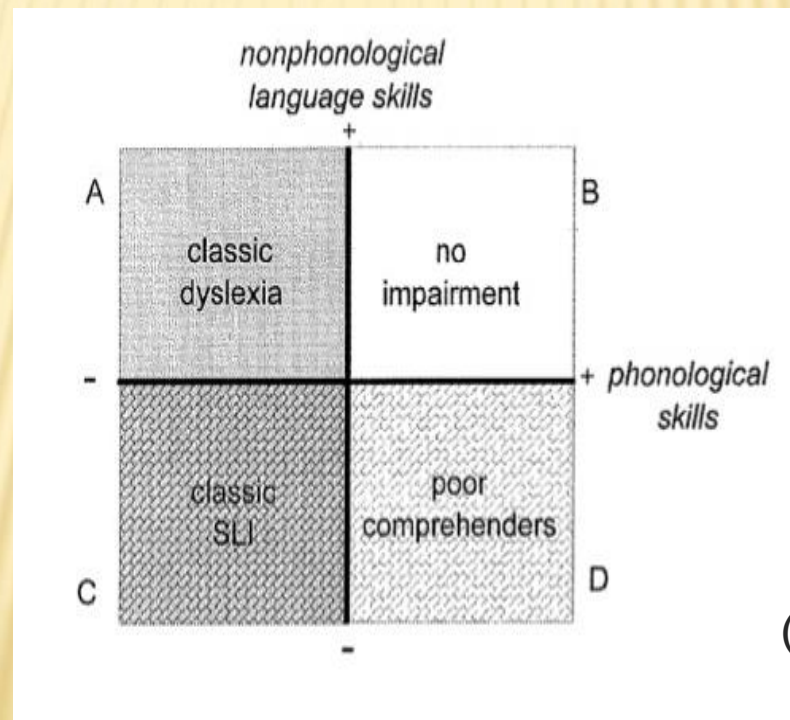 nonphonological
language skills
+
A
B
classic
dyslexia
no
impairment
-
+ phonological
skills
classic
SLI
poor
comprehenders
C
D
-
(